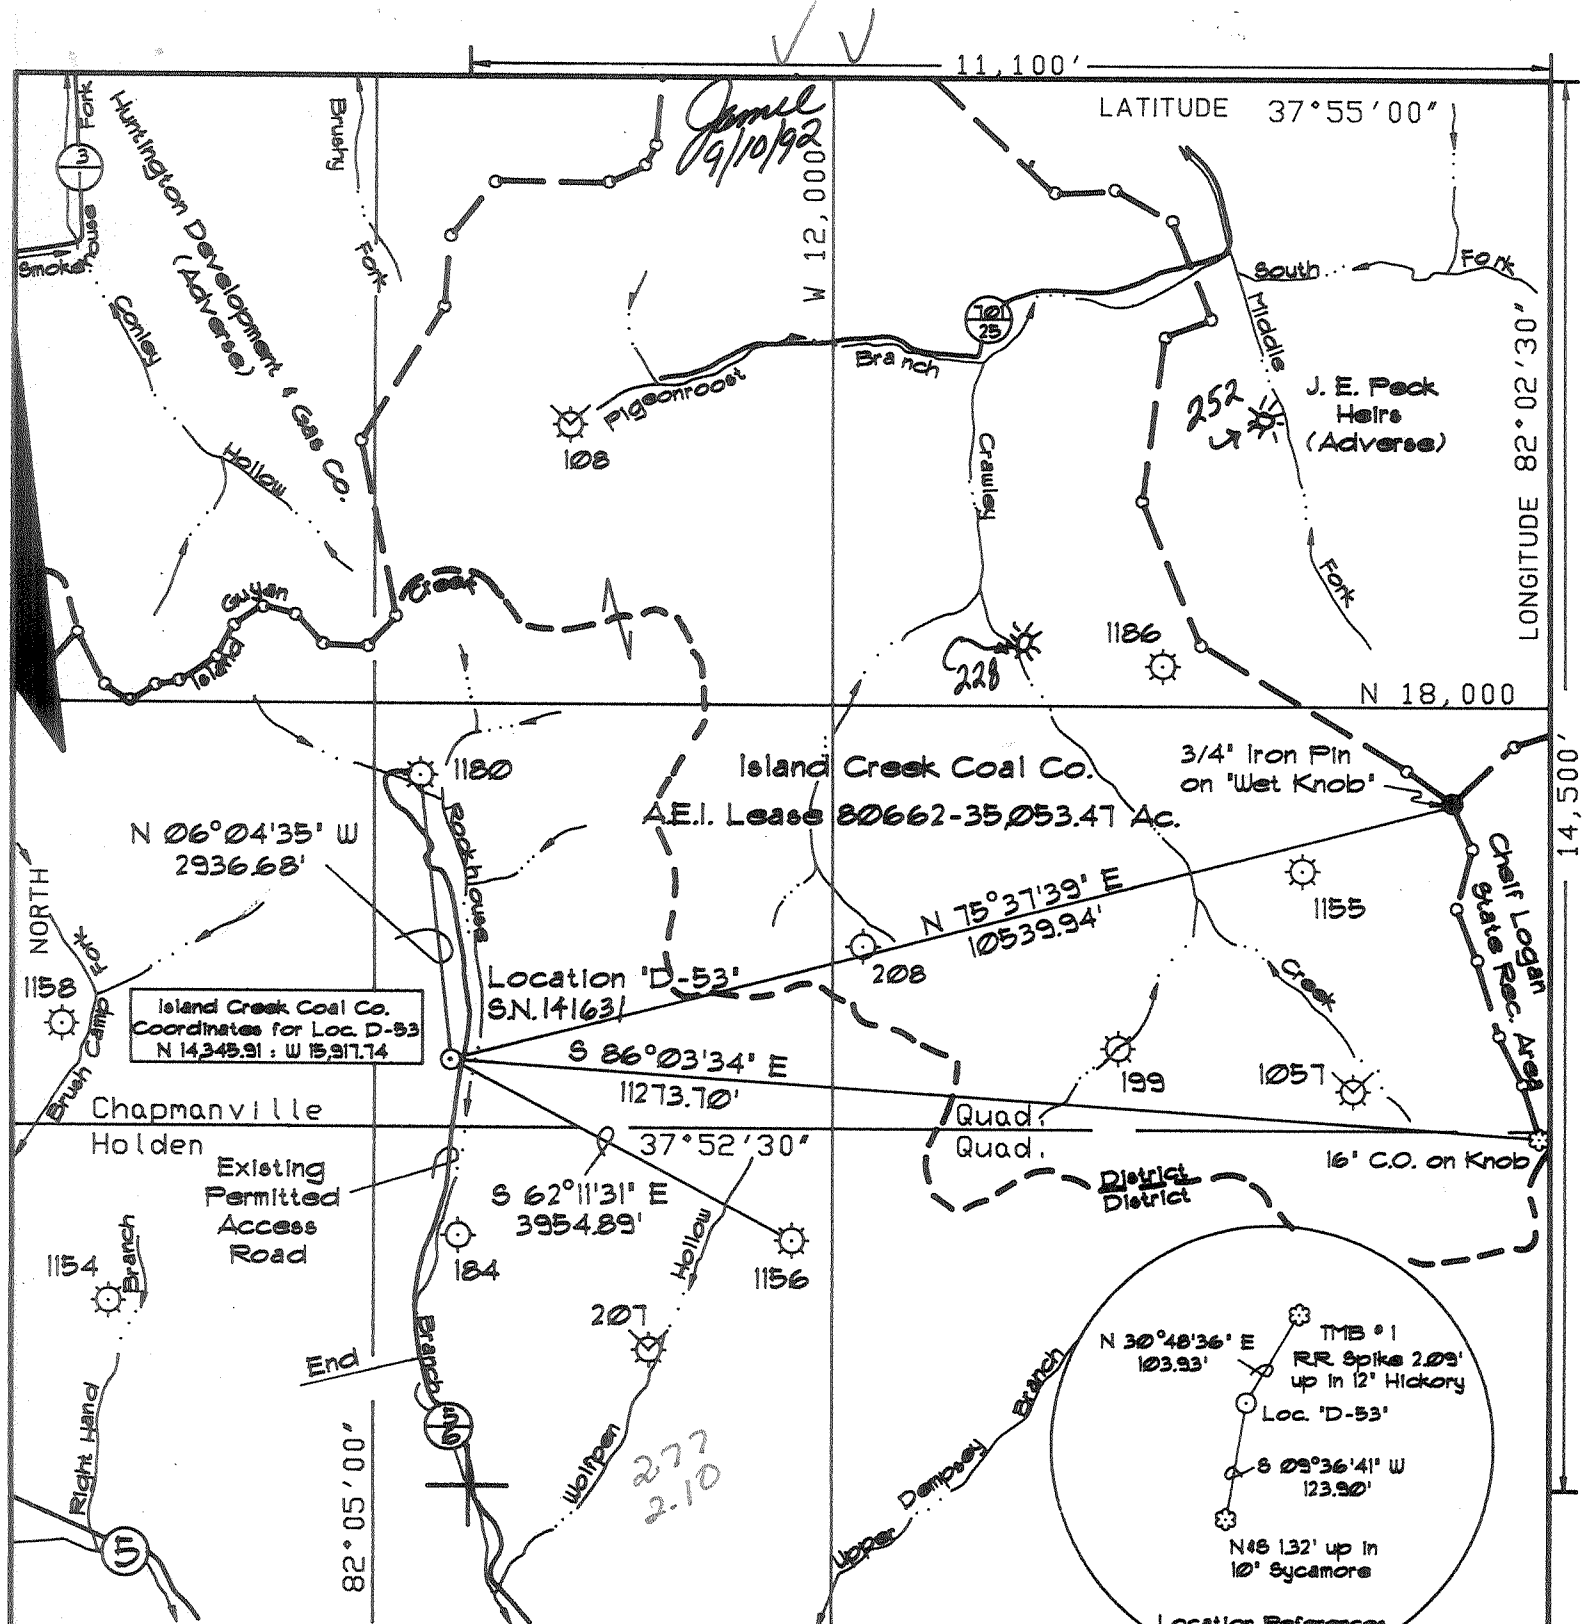 11,100'
LATITUDE 37°55'00"
Jamie
9/10/92
W 12,000
Fork
3
Smokehouse
Huntington Development & Gas Co.
(Adverse)
Brushy
Fork
Conley
Hollow
Pigeonroost
Branch
701
25
South Fork
Middle
Fork
252
J. E. Peck
Heirs
(Adverse)
LONGITUDE 82°02'30"
108
Crawley
Guyan
Creek
Island
1186
228
N 18,000
14,500'
1180
Island Creek Coal Co.
A.E.I. Lease 80662-35,053.47 Ac.
3/4" Iron Pin
on "Wet Knob"
N 06°04'35" W
2936.68'
Rockhouse
NORTH
Fork
N 75°37'39" E
10539.94'
1155
Cheif Logan
State Rec. Area
208
Location "D-53"
S.N. 141631
1158
Brush Camp
Island Creek Coal Co.
Coordinates for Loc. D-53
N 14,345.91 : W 15,917.74
Creek
S 86°03'34" E
11273.70'
199
1057
Chapmanville
Quad.
Holden
37°52'30"
Quad.
16" C.O. on Knob
Existing
Permitted
Access
Road
S 62°11'31" E
3954.89'
District
District
Branch
1154
184
Hollow
1156
207
End
Branch
N 30°48'36" E
103.93'
TMB #1
RR Spike 2.09'
up in 12" Hickory
Loc. "D-53"
Right Hand
Wolfpen
277
2.10
Upper Dempsey Branch
S 09°36'41" W
123.90'
N&S 1.32' up in
10" Sycamore
82°05'00"
5
Location References